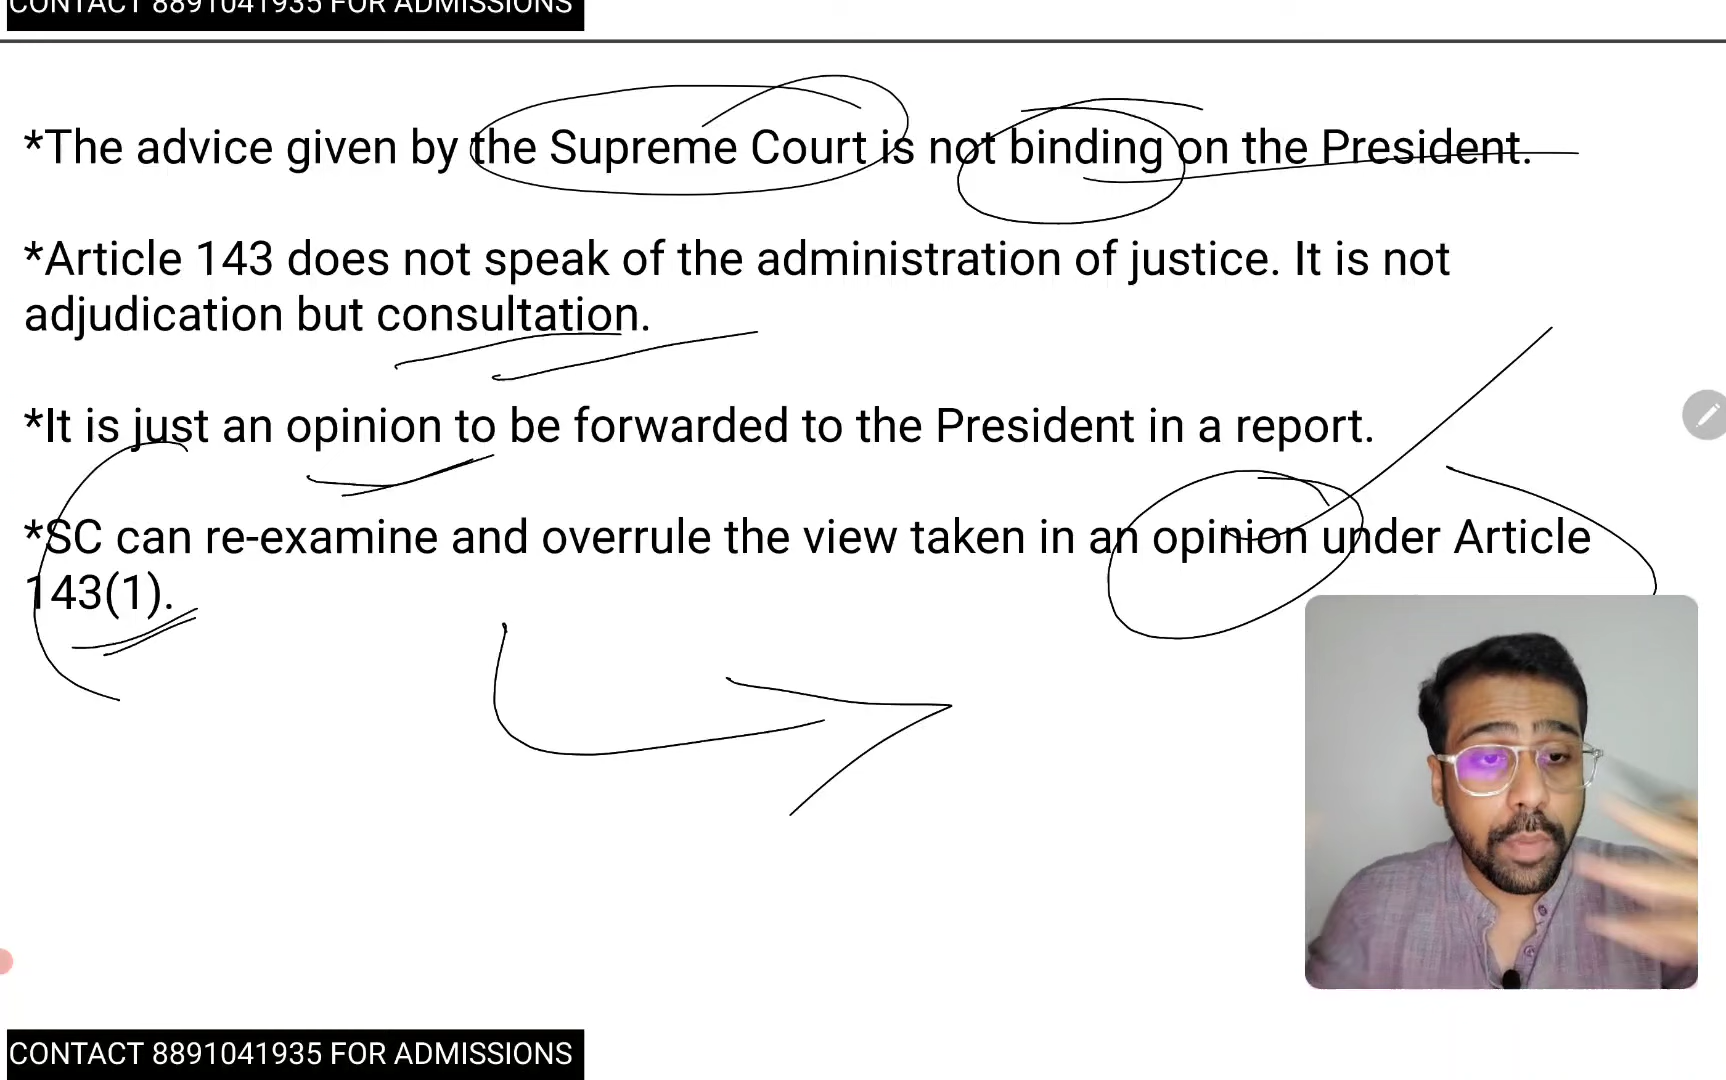 CONTACT 8891041935 FOR ADMISSIONS
*The advice given by the Supreme Court is not binding on the President.
*Article 143 does not speak of the administration of justice. It is not
adjudication but consultation.
*It is just an opinion to be forwarded to the President in a report.
*SC can re-examine and overrule the view taken in an opinion under Article
143(1).
CONTACT 8891041935 FOR ADMISSIONS